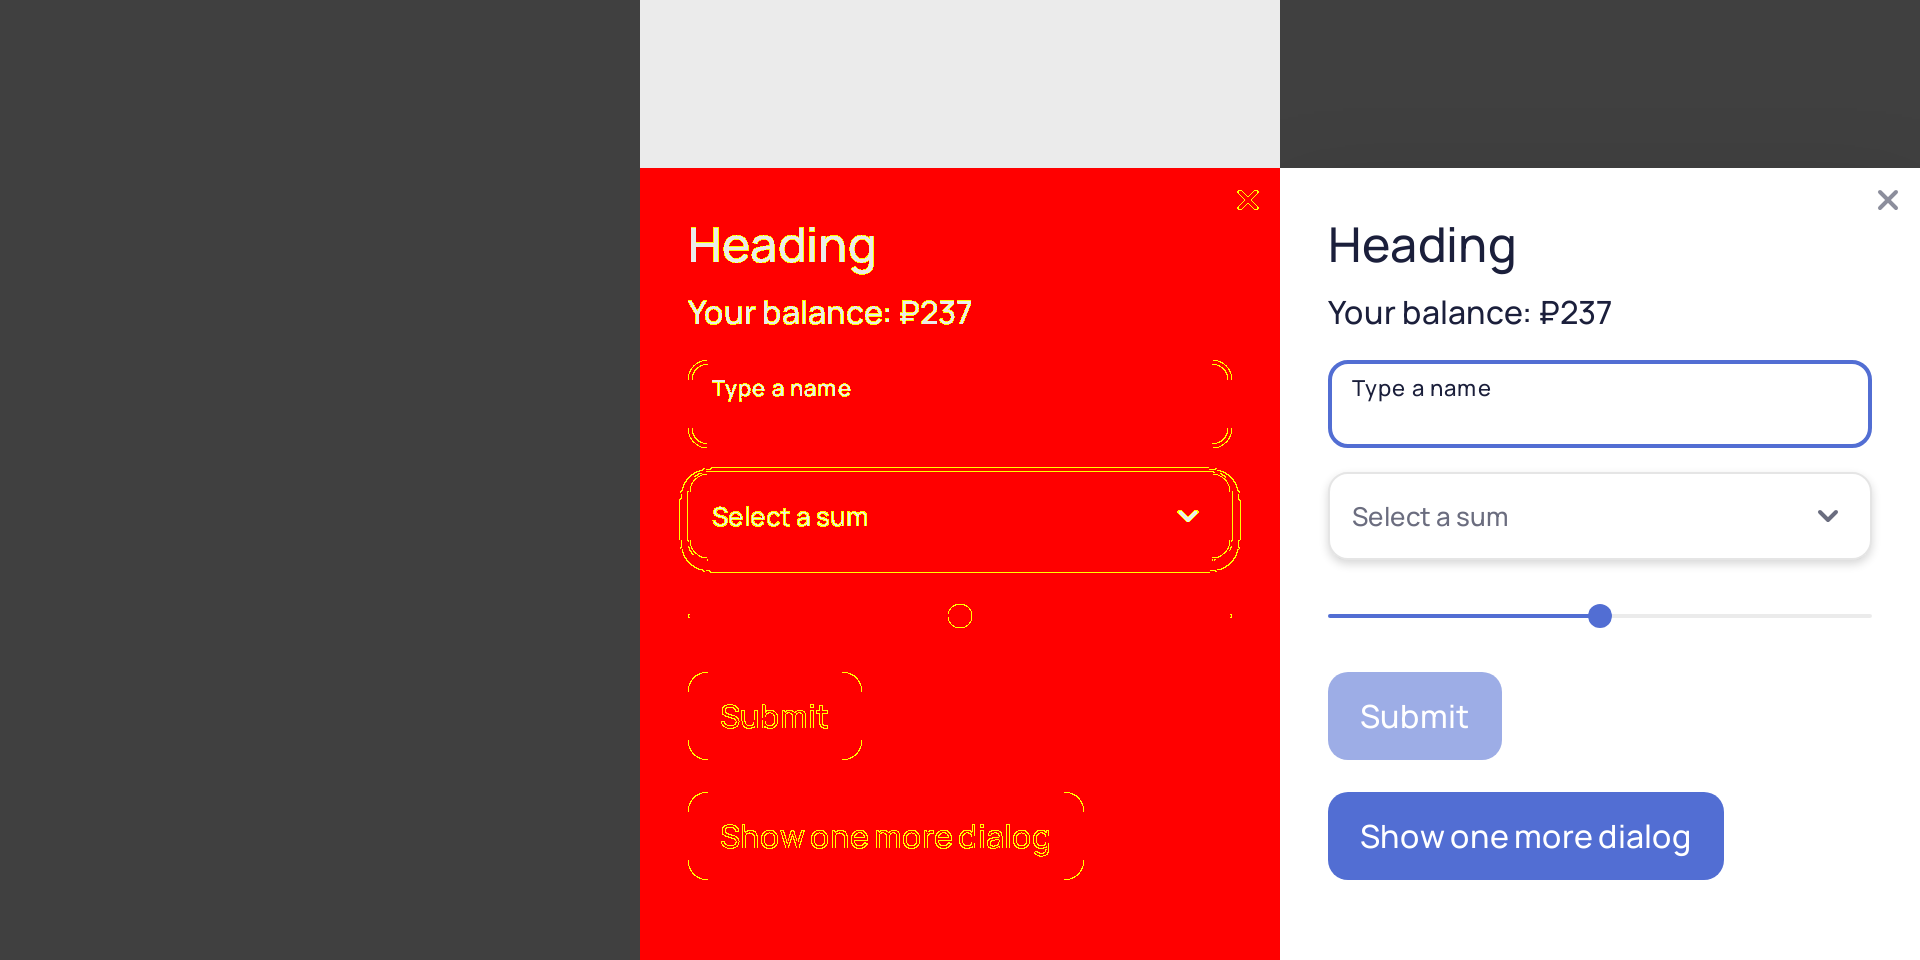 Heading
Your balance: ₽237
Type a name
Select a sum
Submit
Show one more dialog
Heading
Your balance: ₽237
Type a name
Select a sum
Submit
Show one more dialog